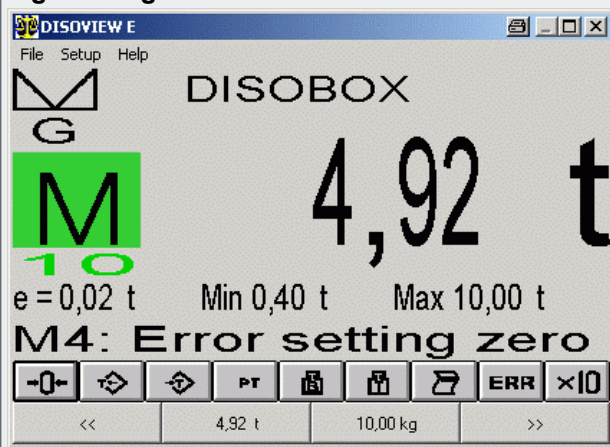 DISOVIEW E
File Setup Help
DISOBOX
G
M
4,92 t
10
e = 0,02 t Min 0,40 t Max 10,00 t
M4: Error setting zero
→0← T T PT ERR ×10
<< 4,92 t 10,00 kg >>